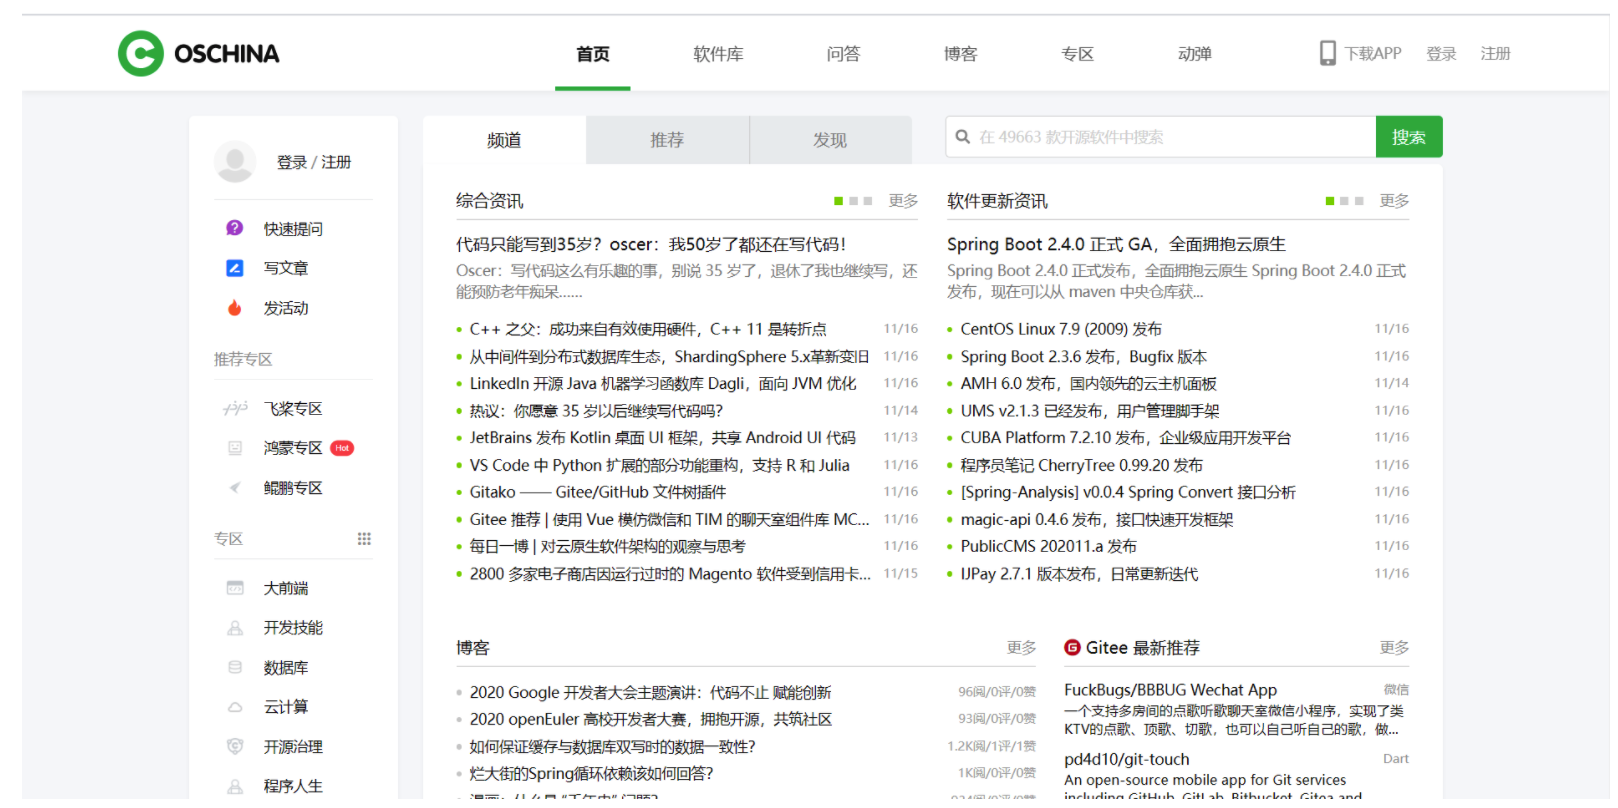 OSCHINA
首页
软件库
问答
博客
专区
动弹
下载APP
登录
注册
登录 / 注册
快速提问
写文章
发活动
推荐专区
飞桨专区
鸿蒙专区 Hot
鲲鹏专区
专区
大前端
开发技能
数据库
云计算
开源治理
程序人生
频道
推荐
发现
在 49663 款开源软件中搜索
搜索
综合资讯
更多
代码只能写到35岁？oscer：我50岁了都还在写代码！
Oscer：写代码这么有乐趣的事，别说 35 岁了，退休了我也继续写，还
能预防老年痴呆......
C++ 之父：成功来自有效使用硬件，C++ 11 是转折点 11/16
从中间件到分布式数据库生态，ShardingSphere 5.x革新变旧 11/16
LinkedIn 开源 Java 机器学习函数库 Dagli，面向 JVM 优化 11/16
热议：你愿意 35 岁以后继续写代码吗？ 11/14
JetBrains 发布 Kotlin 桌面 UI 框架，共享 Android UI 代码 11/13
VS Code 中 Python 扩展的部分功能重构，支持 R 和 Julia 11/16
Gitako —— Gitee/GitHub 文件树插件 11/16
Gitee 推荐 | 使用 Vue 模仿微信和 TIM 的聊天室组件库 MC... 11/16
每日一博 | 对云原生软件架构的观察与思考 11/16
2800 多家电子商店因运行过时的 Magento 软件受到信用卡... 11/15
软件更新资讯
更多
Spring Boot 2.4.0 正式 GA，全面拥抱云原生
Spring Boot 2.4.0 正式发布，全面拥抱云原生 Spring Boot 2.4.0 正式
发布，现在可以从 maven 中央仓库获...
CentOS Linux 7.9 (2009) 发布 11/16
Spring Boot 2.3.6 发布，Bugfix 版本 11/16
AMH 6.0 发布，国内领先的云主机面板 11/14
UMS v2.1.3 已经发布，用户管理脚手架 11/16
CUBA Platform 7.2.10 发布，企业级应用开发平台 11/16
程序员笔记 CherryTree 0.99.20 发布 11/16
[Spring-Analysis] v0.0.4 Spring Convert 接口分析 11/16
magic-api 0.4.6 发布，接口快速开发框架 11/16
PublicCMS 202011.a 发布 11/16
IJPay 2.7.1 版本发布，日常更新迭代 11/16
博客
更多
2020 Google 开发者大会主题演讲：代码不止 赋能创新 96阅/0评/0赞
2020 openEuler 高校开发者大赛，拥抱开源，共筑社区 93阅/0评/0赞
如何保证缓存与数据库双写时的数据一致性？ 1.2K阅/1评/1赞
烂大街的Spring循环依赖该如何回答？ 1K阅/0评/0赞
Gitee 最新推荐
更多
FuckBugs/BBBUG Wechat App 微信
一个支持多房间的点歌听歌聊天室微信小程序，实现了类
KTV的点歌、顶歌、切歌，也可以自己听自己的歌，做...
pd4d10/git-touch Dart
An open-source mobile app for Git services
including GitHub, GitLab, Bitbucket, Gitea and